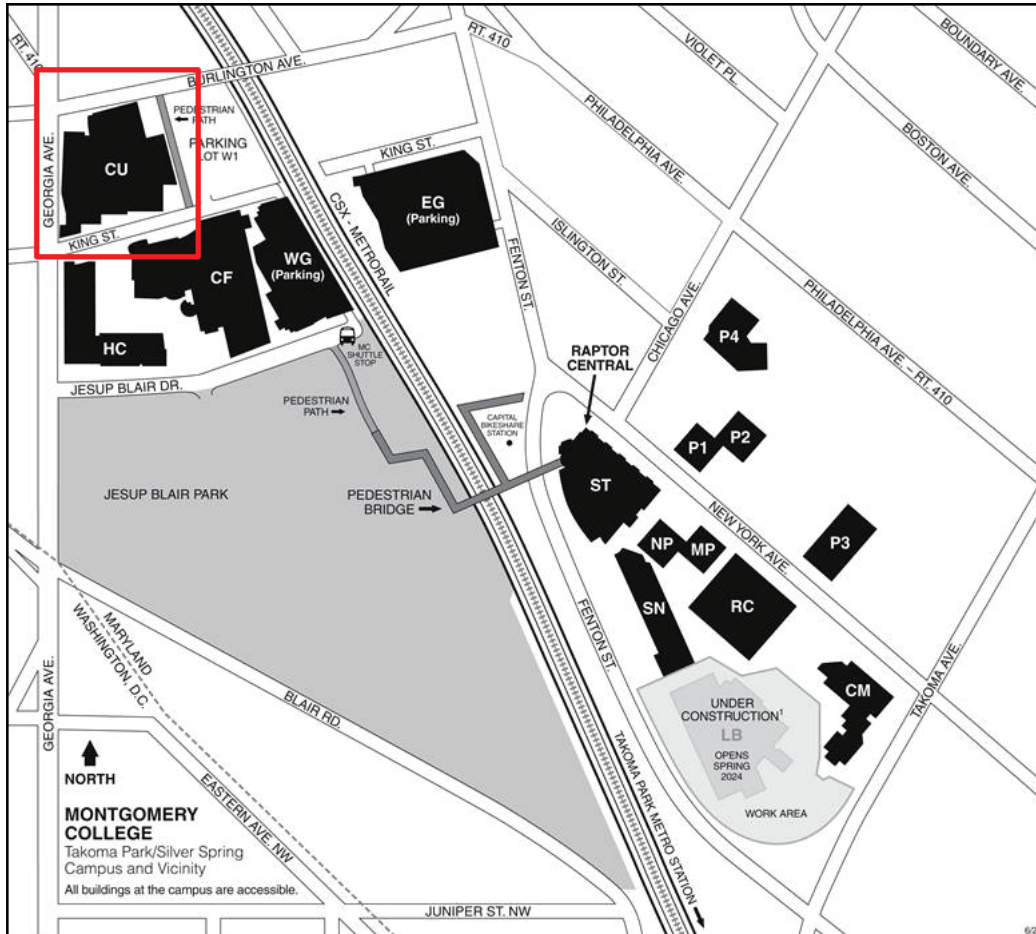 RT. 410
BURLINGTON AVE.
RT. 410
VIOLET PL.
BOUNDARY AVE.
PEDESTRIAN
PATH
PARKING
LOT W1
GEORGIA AVE.
CU
KING ST.
KING ST.
PHILADELPHIA AVE.
BOSTON AVE.
EG
(Parking)
CSX - METRORAIL
WG
(Parking)
CF
HC
FENTON ST.
ISLINGTON ST.
CHICAGO AVE.
PHILADELPHIA AVE. – RT. 410
P4
MC
SHUTTLE
STOP
JESUP BLAIR DR.
RAPTOR
CENTRAL
PEDESTRIAN
PATH
CAPITAL
BIKESHARE
STATION
P1
P2
ST
JESUP BLAIR PARK
PEDESTRIAN
BRIDGE
NEW YORK AVE.
P3
NP
MP
SN
RC
FENTON ST.
MARYLAND
WASHINGTON, D.C.
GEORGIA AVE.
BLAIR RD.
CM
TAKOMA AVE.
UNDER
CONSTRUCTION¹
LB
OPENS
SPRING
2024
WORK AREA
TAKOMA PARK METRO STATION
NORTH
EASTERN AVE. NW
MONTGOMERY
COLLEGE
Takoma Park/Silver Spring
Campus and Vicinity
All buildings at the campus are accessible.
JUNIPER ST. NW